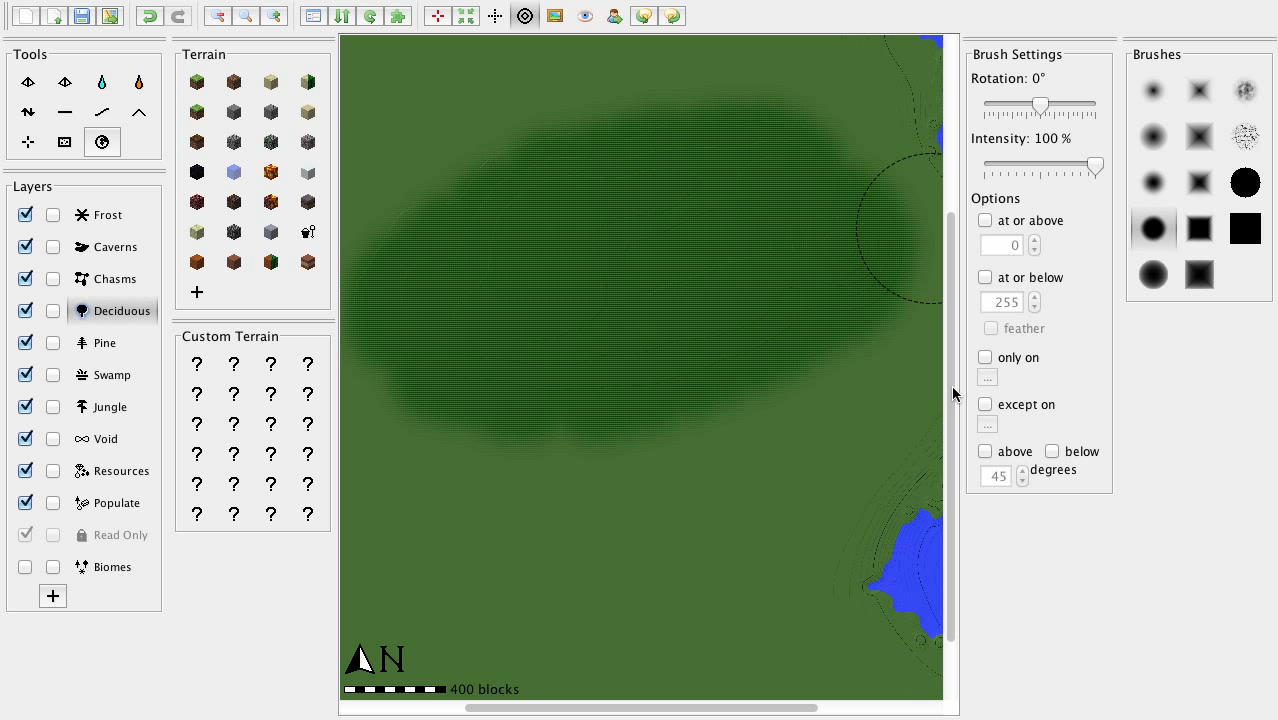 Tools
Layers
Frost
Caverns
Chasms
Deciduous
Pine
Swamp
Jungle
Void
Resources
Populate
Read Only
Biomes
+
Terrain
+
Custom Terrain
? ? ? ?
? ? ? ?
? ? ? ?
? ? ? ?
? ? ? ?
? ? ? ?
N
400 blocks
Brush Settings
Rotation: 0°
Intensity: 100 %
Options
at or above
0
at or below
255
feather
only on
...
except on
...
above below
45 degrees
Brushes